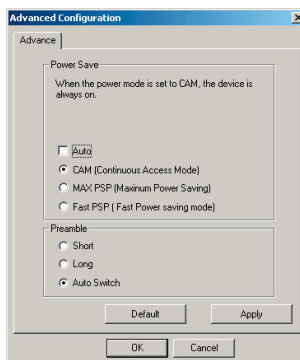 Advanced Configuration
Advance
Power Save
When the power mode is set to CAM, the device is
always on.
Auto
CAM (Continuous Access Mode)
MAX PSP (Maxinum Power Saving)
Fast PSP ( Fast Power saving mode)
Preamble
Short
Long
Auto Switch
Default
Apply
OK
Cancel